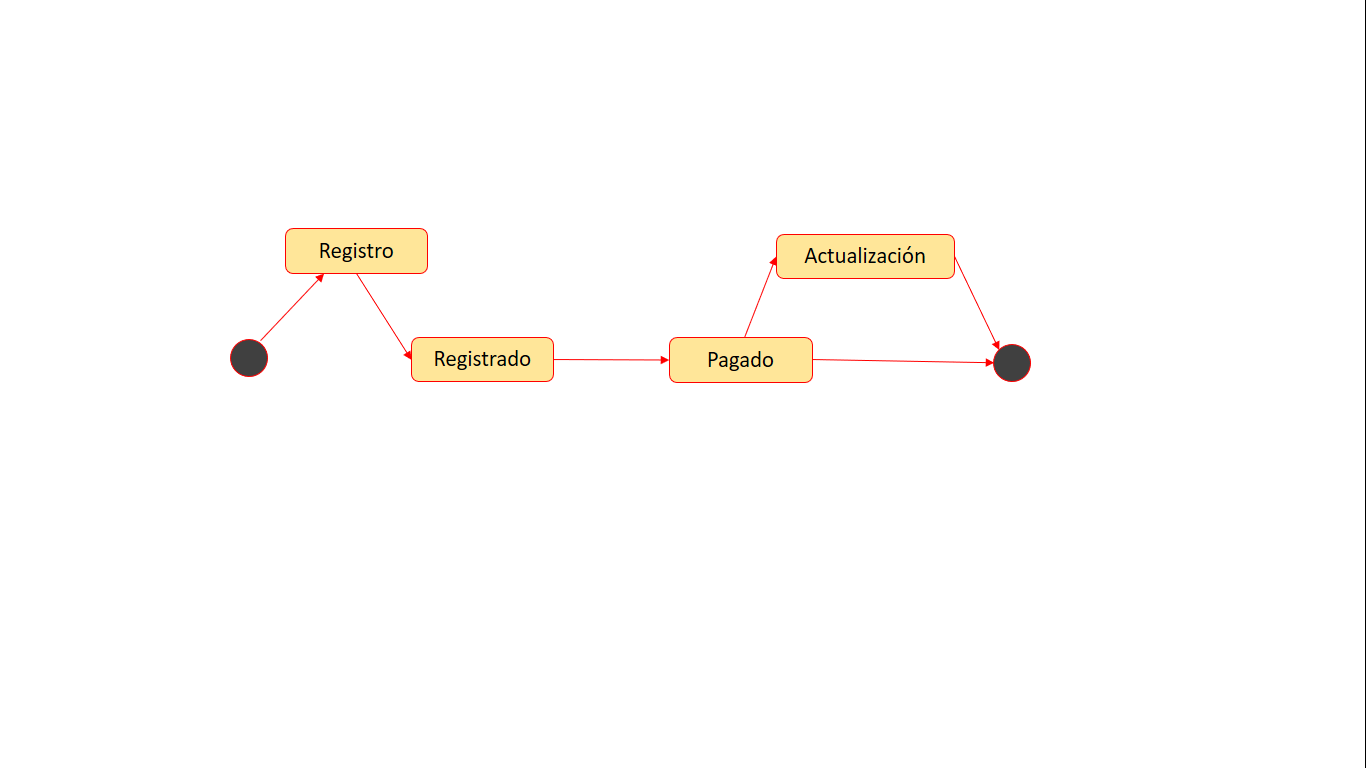 Registro
Actualización
Registrado
Pagado